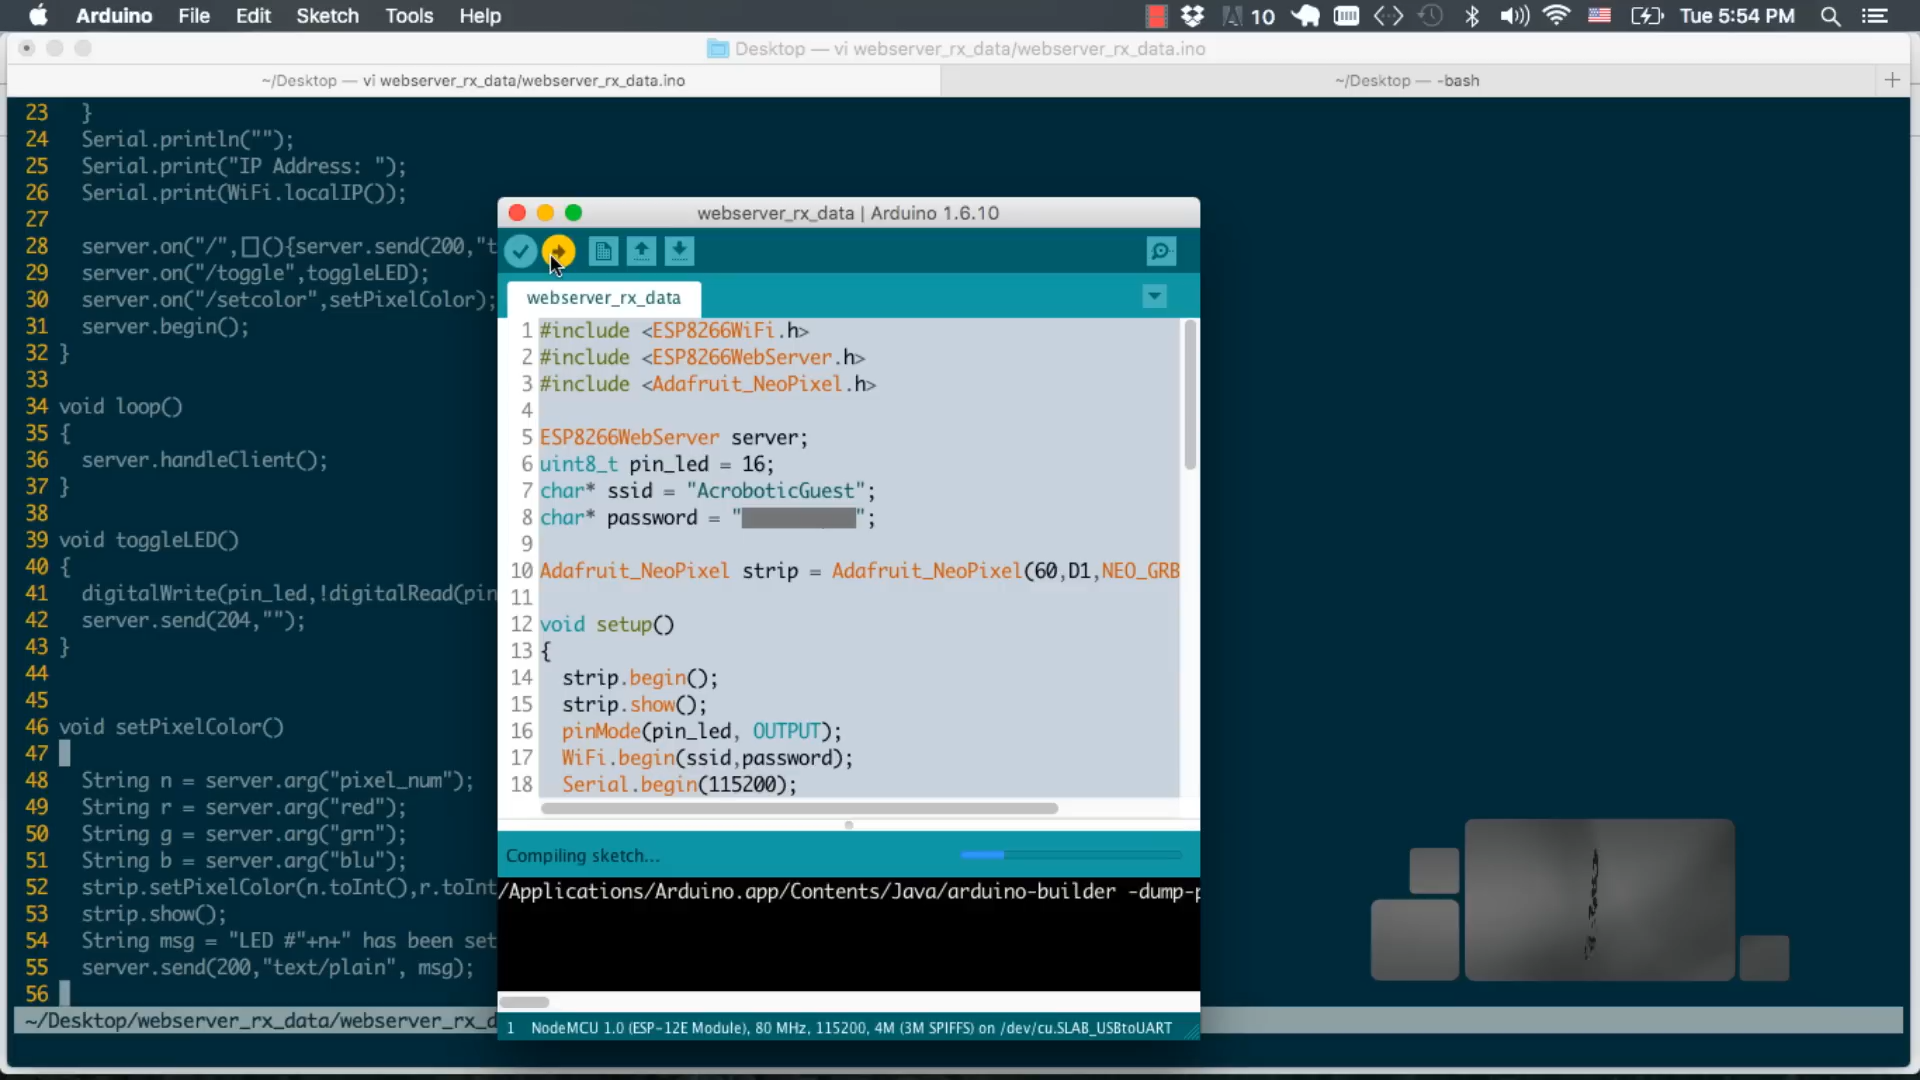 Arduino File Edit Sketch Tools Help 10 Tue 5:54 PM
Desktop — vi webserver_rx_data/webserver_rx_data.ino
~/Desktop — vi webserver_rx_data/webserver_rx_data.ino
~/Desktop — -bash
23 }
24 Serial.println("");
25 Serial.print("IP Address: ");
26 Serial.print(WiFi.localIP());
27
28 server.on("/",[](){server.send(200,"t
29 server.on("/toggle",toggleLED);
30 server.on("/setcolor",setPixelColor);
31 server.begin();
32 }
33
34 void loop()
35 {
36 server.handleClient();
37 }
38
39 void toggleLED()
40 {
41 digitalWrite(pin_led,!digitalRead(pin
42 server.send(204,"");
43 }
44
45
46 void setPixelColor()
47
48 String n = server.arg("pixel_num");
49 String r = server.arg("red");
50 String g = server.arg("grn");
51 String b = server.arg("blu");
52 strip.setPixelColor(n.toInt(),r.toInt
53 strip.show();
54 String msg = "LED #"+n+" has been set
55 server.send(200,"text/plain", msg);
56
~/Desktop/webserver_rx_data/webserver_rx_d
webserver_rx_data | Arduino 1.6.10
webserver_rx_data
1 #include <ESP8266WiFi.h>
2 #include <ESP8266WebServer.h>
3 #include <Adafruit_NeoPixel.h>
4
5 ESP8266WebServer server;
6 uint8_t pin_led = 16;
7 char* ssid = "AcroboticGuest";
8 char* password = "";
9
10 Adafruit_NeoPixel strip = Adafruit_NeoPixel(60,D1,NEO_GRB
11
12 void setup()
13 {
14 strip.begin();
15 strip.show();
16 pinMode(pin_led, OUTPUT);
17 WiFi.begin(ssid,password);
18 Serial.begin(115200);
Compiling sketch...
/Applications/Arduino.app/Contents/Java/arduino-builder -dump-p
1 NodeMCU 1.0 (ESP-12E Module), 80 MHz, 115200, 4M (3M SPIFFS) on /dev/cu.SLAB_USBtoUART